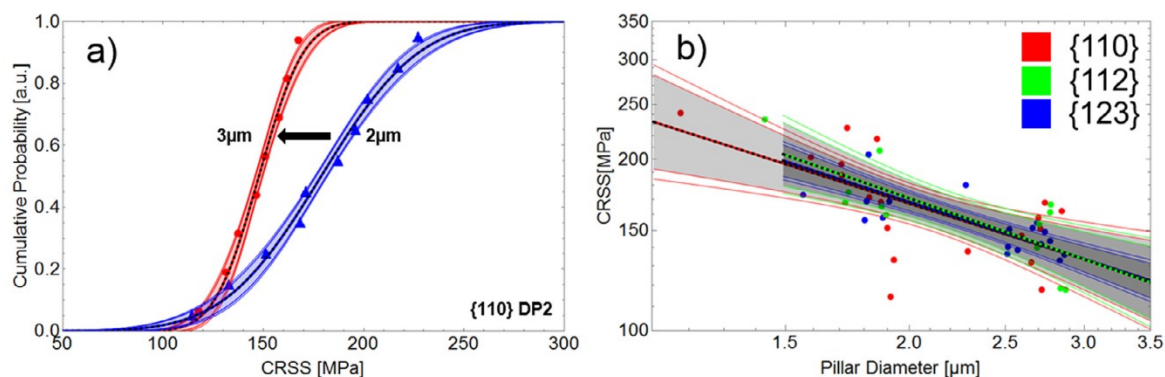 a)
Cumulative Probability [a.u.]
1.0
0.8
0.6
0.4
0.2
0.0
3µm
2µm
{110} DP2
50
100
150
200
250
300
CRSS [MPa]
b)
CRSS[MPa]
350
300
250
200
150
100
{110}
{112}
{123}
1.5
2.0
2.5
3.0
3.5
Pillar Diameter [µm]